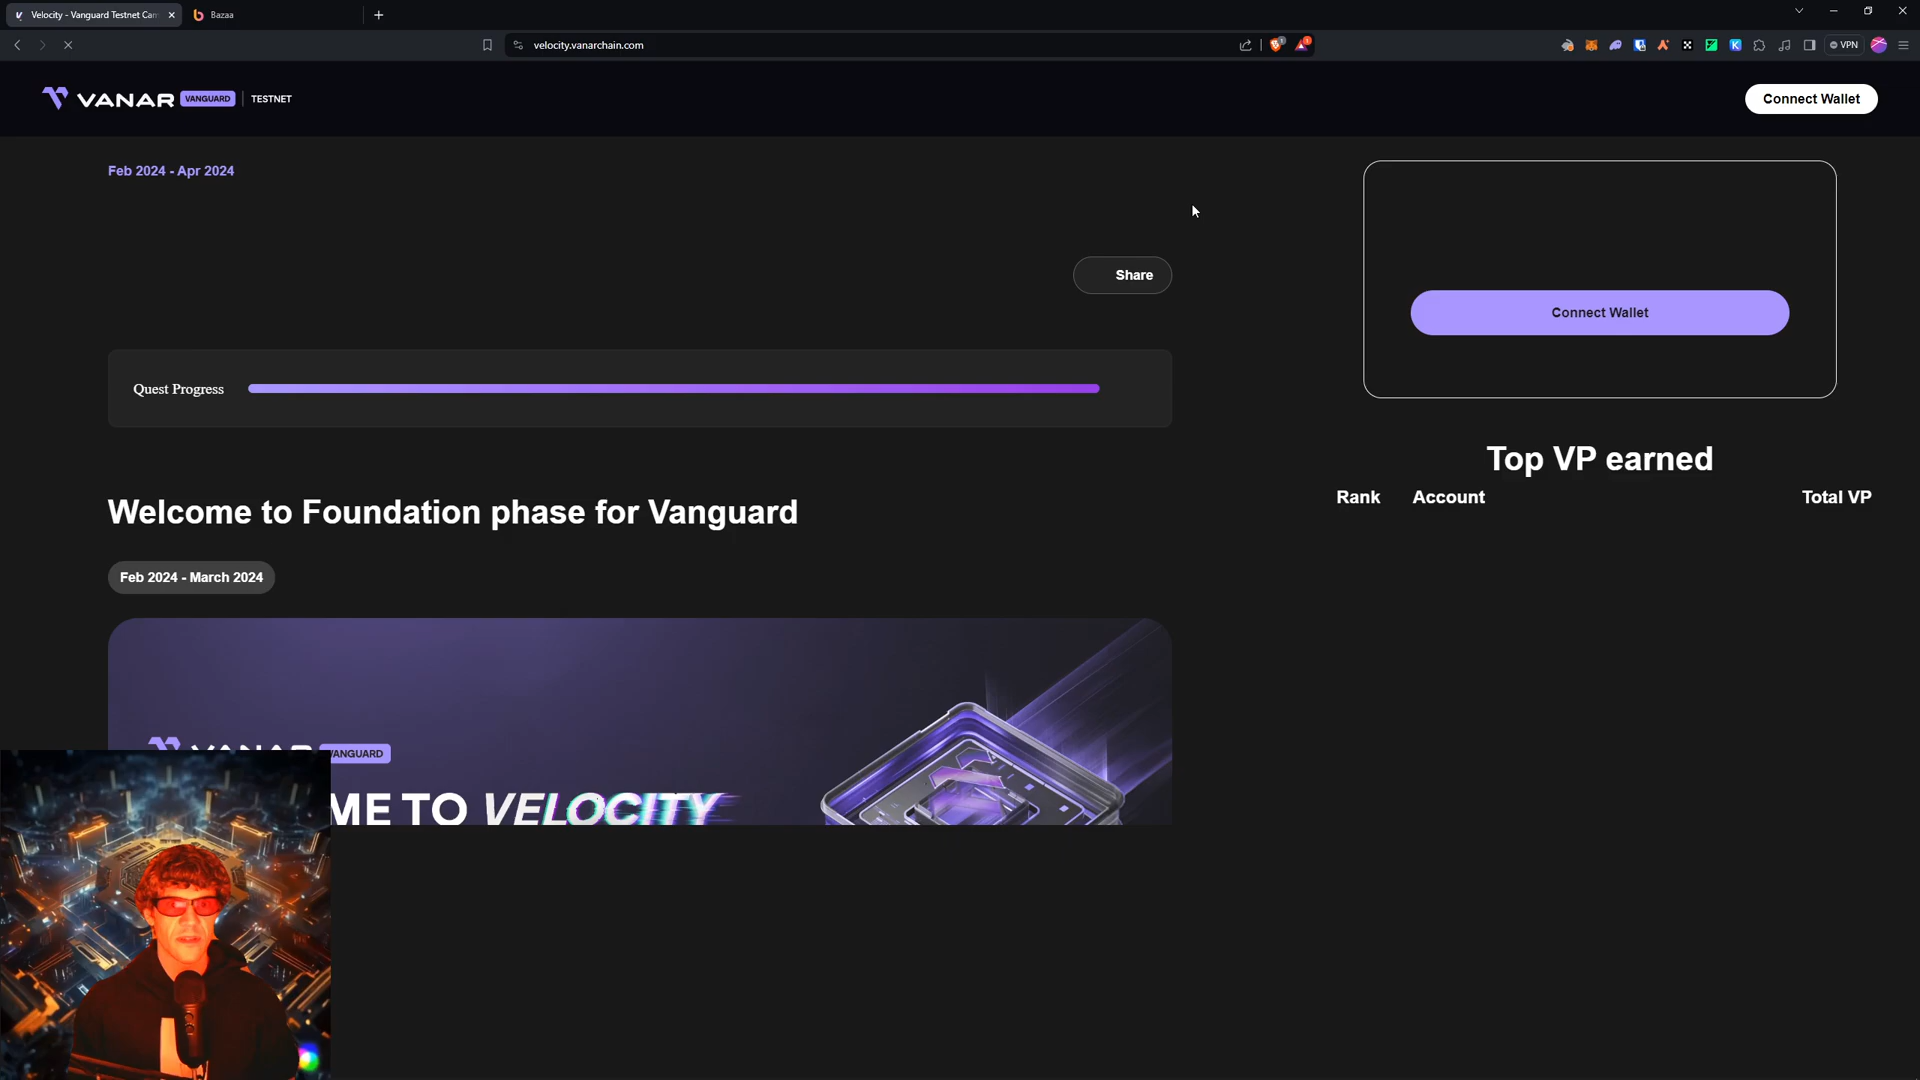 Velocity - Vanguard Testnet Cam
Bazaa
velocity.vanarchain.com
VPN
VANAR VANGUARD TESTNET
Connect Wallet
Feb 2024 - Apr 2024
Share
Connect Wallet
Quest Progress
Top VP earned
Rank Account Total VP
Welcome to Foundation phase for Vanguard
Feb 2024 - March 2024
VANAR VANGUARD
ME TO VELOCITY